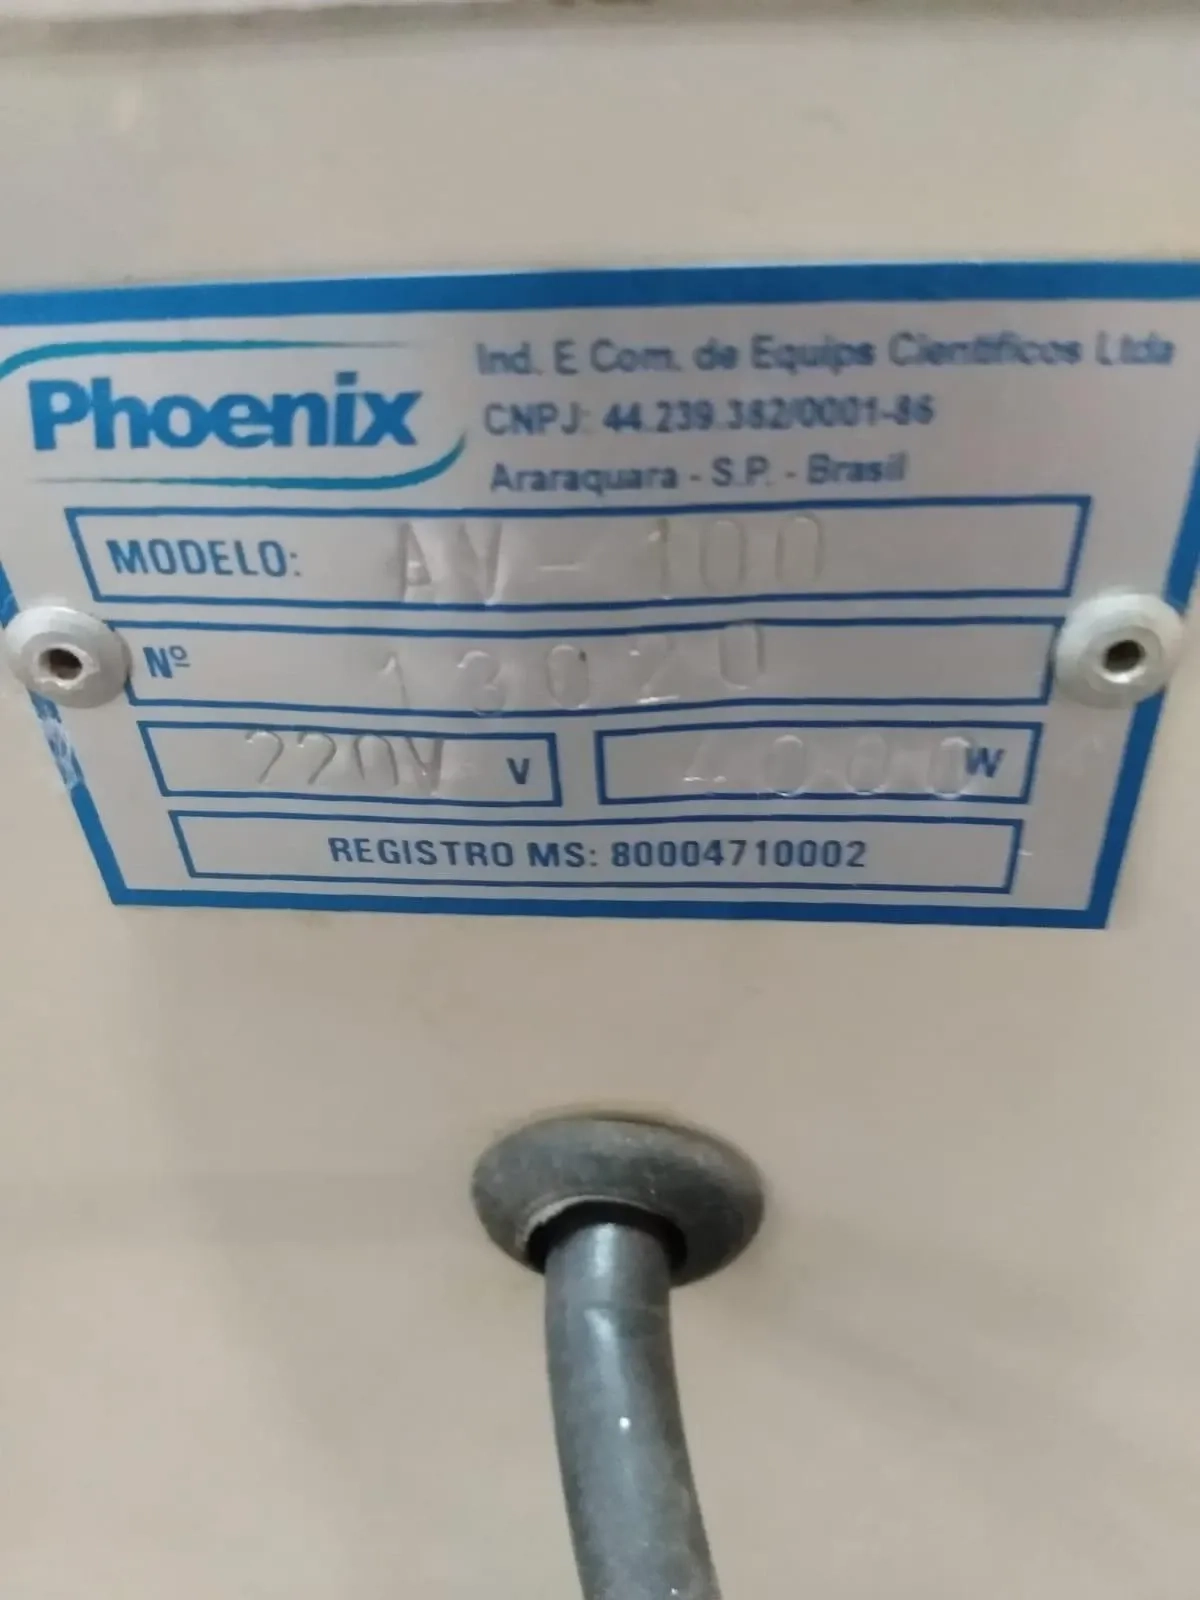 Phoenix
Ind. E Com. de Equips Científicos Ltda
CNPJ: 44.239.382/0001-86
Araraquara - S.P. - Brasil
MODELO: AV-100
Nº 13020
220V V 4000 W
REGISTRO MS: 80004710002